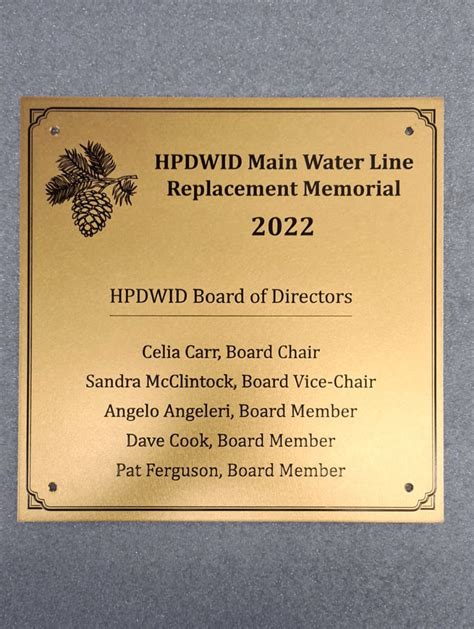 HPDWID Main Water Line
Replacement Memorial
2022
HPDWID Board of Directors
Celia Carr, Board Chair
Sandra McClintock, Board Vice-Chair
Angelo Angeleri, Board Member
Dave Cook, Board Member
Pat Ferguson, Board Member